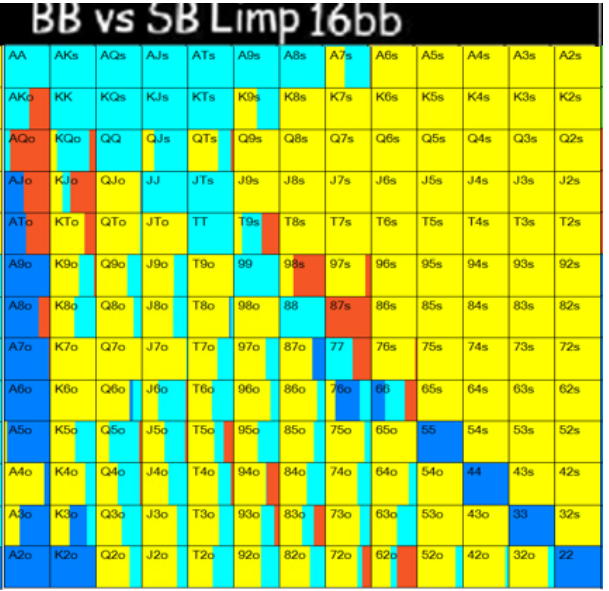 BB vs SB Limp 16bb
AA AKs AQs AJs ATs A9s A8s A7s A6s A5s A4s A3s A2s
AKo KK KQs KJs KTs K9s K8s K7s K6s K5s K4s K3s K2s
AQo KQo QQ QJs QTs Q9s Q8s Q7s Q6s Q5s Q4s Q3s Q2s
AJo KJo QJo JJ JTs J9s J8s J7s J6s J5s J4s J3s J2s
ATo KTo QTo JTo TT T9s T8s T7s T6s T5s T4s T3s T2s
A9o K9o Q9o J9o T9o 99 98s 97s 96s 95s 94s 93s 92s
A8o K8o Q8o J8o T8o 98o 88 87s 86s 85s 84s 83s 82s
A7o K7o Q7o J7o T7o 97o 87o 77 76s 75s 74s 73s 72s
A6o K6o Q6o J6o T6o 96o 86o 76o 66 65s 64s 63s 62s
A5o K5o Q5o J5o T5o 95o 85o 75o 65o 55 54s 53s 52s
A4o K4o Q4o J4o T4o 94o 84o 74o 64o 54o 44 43s 42s
A3o K3o Q3o J3o T3o 93o 83o 73o 63o 53o 43o 33 32s
A2o K2o Q2o J2o T2o 92o 82o 72o 62o 52o 42o 32o 22